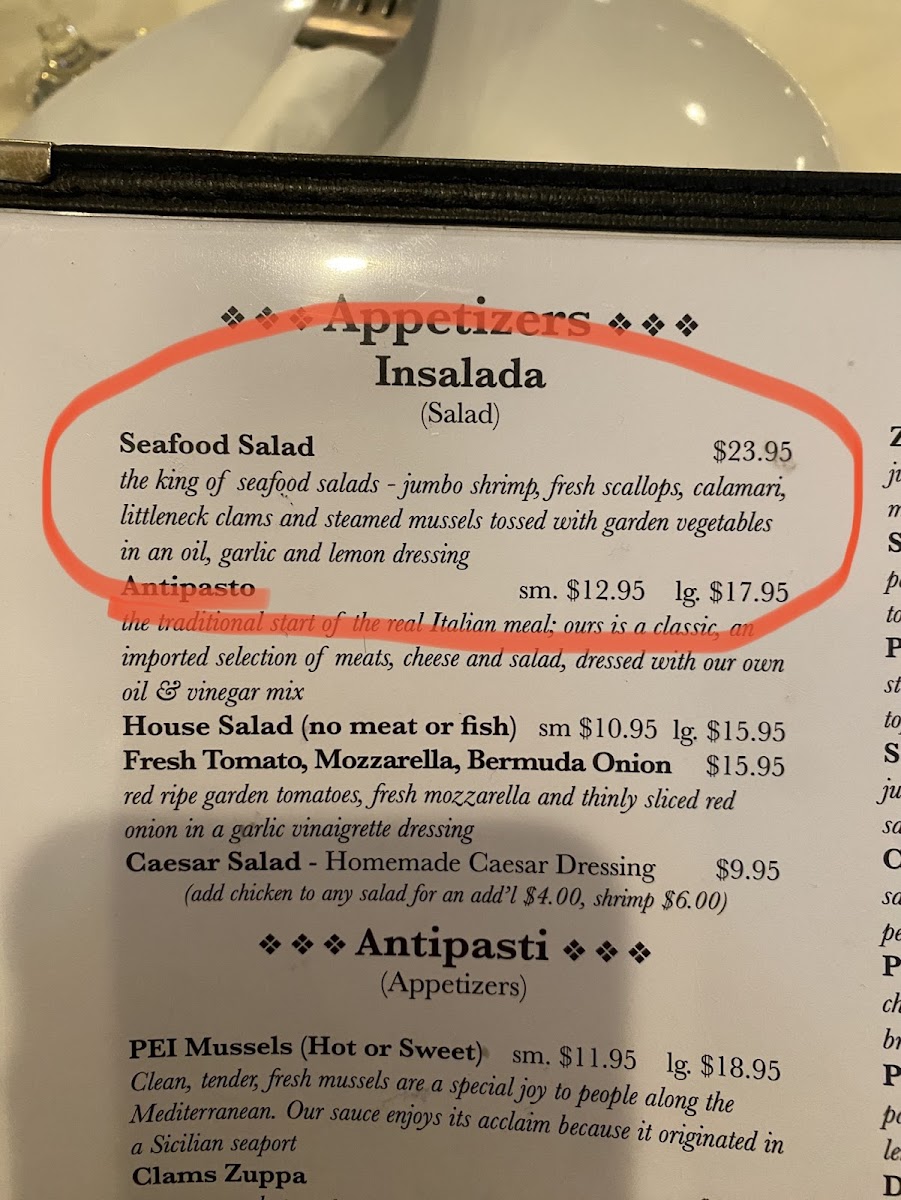 ❖ ❖ ❖ Appetizers ❖ ❖ ❖
Insalada
(Salad)
Seafood Salad $23.95
the king of seafood salads - jumbo shrimp, fresh scallops, calamari,
littleneck clams and steamed mussels tossed with garden vegetables
in an oil, garlic and lemon dressing
Antipasto sm. $12.95 lg. $17.95
the traditional start of the real Italian meal; ours is a classic, an
imported selection of meats, cheese and salad, dressed with our own
oil & vinegar mix
House Salad (no meat or fish) sm $10.95 lg. $15.95
Fresh Tomato, Mozzarella, Bermuda Onion $15.95
red ripe garden tomatoes, fresh mozzarella and thinly sliced red
onion in a garlic vinaigrette dressing
Caesar Salad - Homemade Caesar Dressing $9.95
(add chicken to any salad for an add'l $4.00, shrimp $6.00)
❖ ❖ ❖ Antipasti ❖ ❖ ❖
(Appetizers)
PEI Mussels (Hot or Sweet) sm. $11.95 lg. $18.95
Clean, tender, fresh mussels are a special joy to people along the
Mediterranean. Our sauce enjoys its acclaim because it originated in
a Sicilian seaport
Clams Zuppa